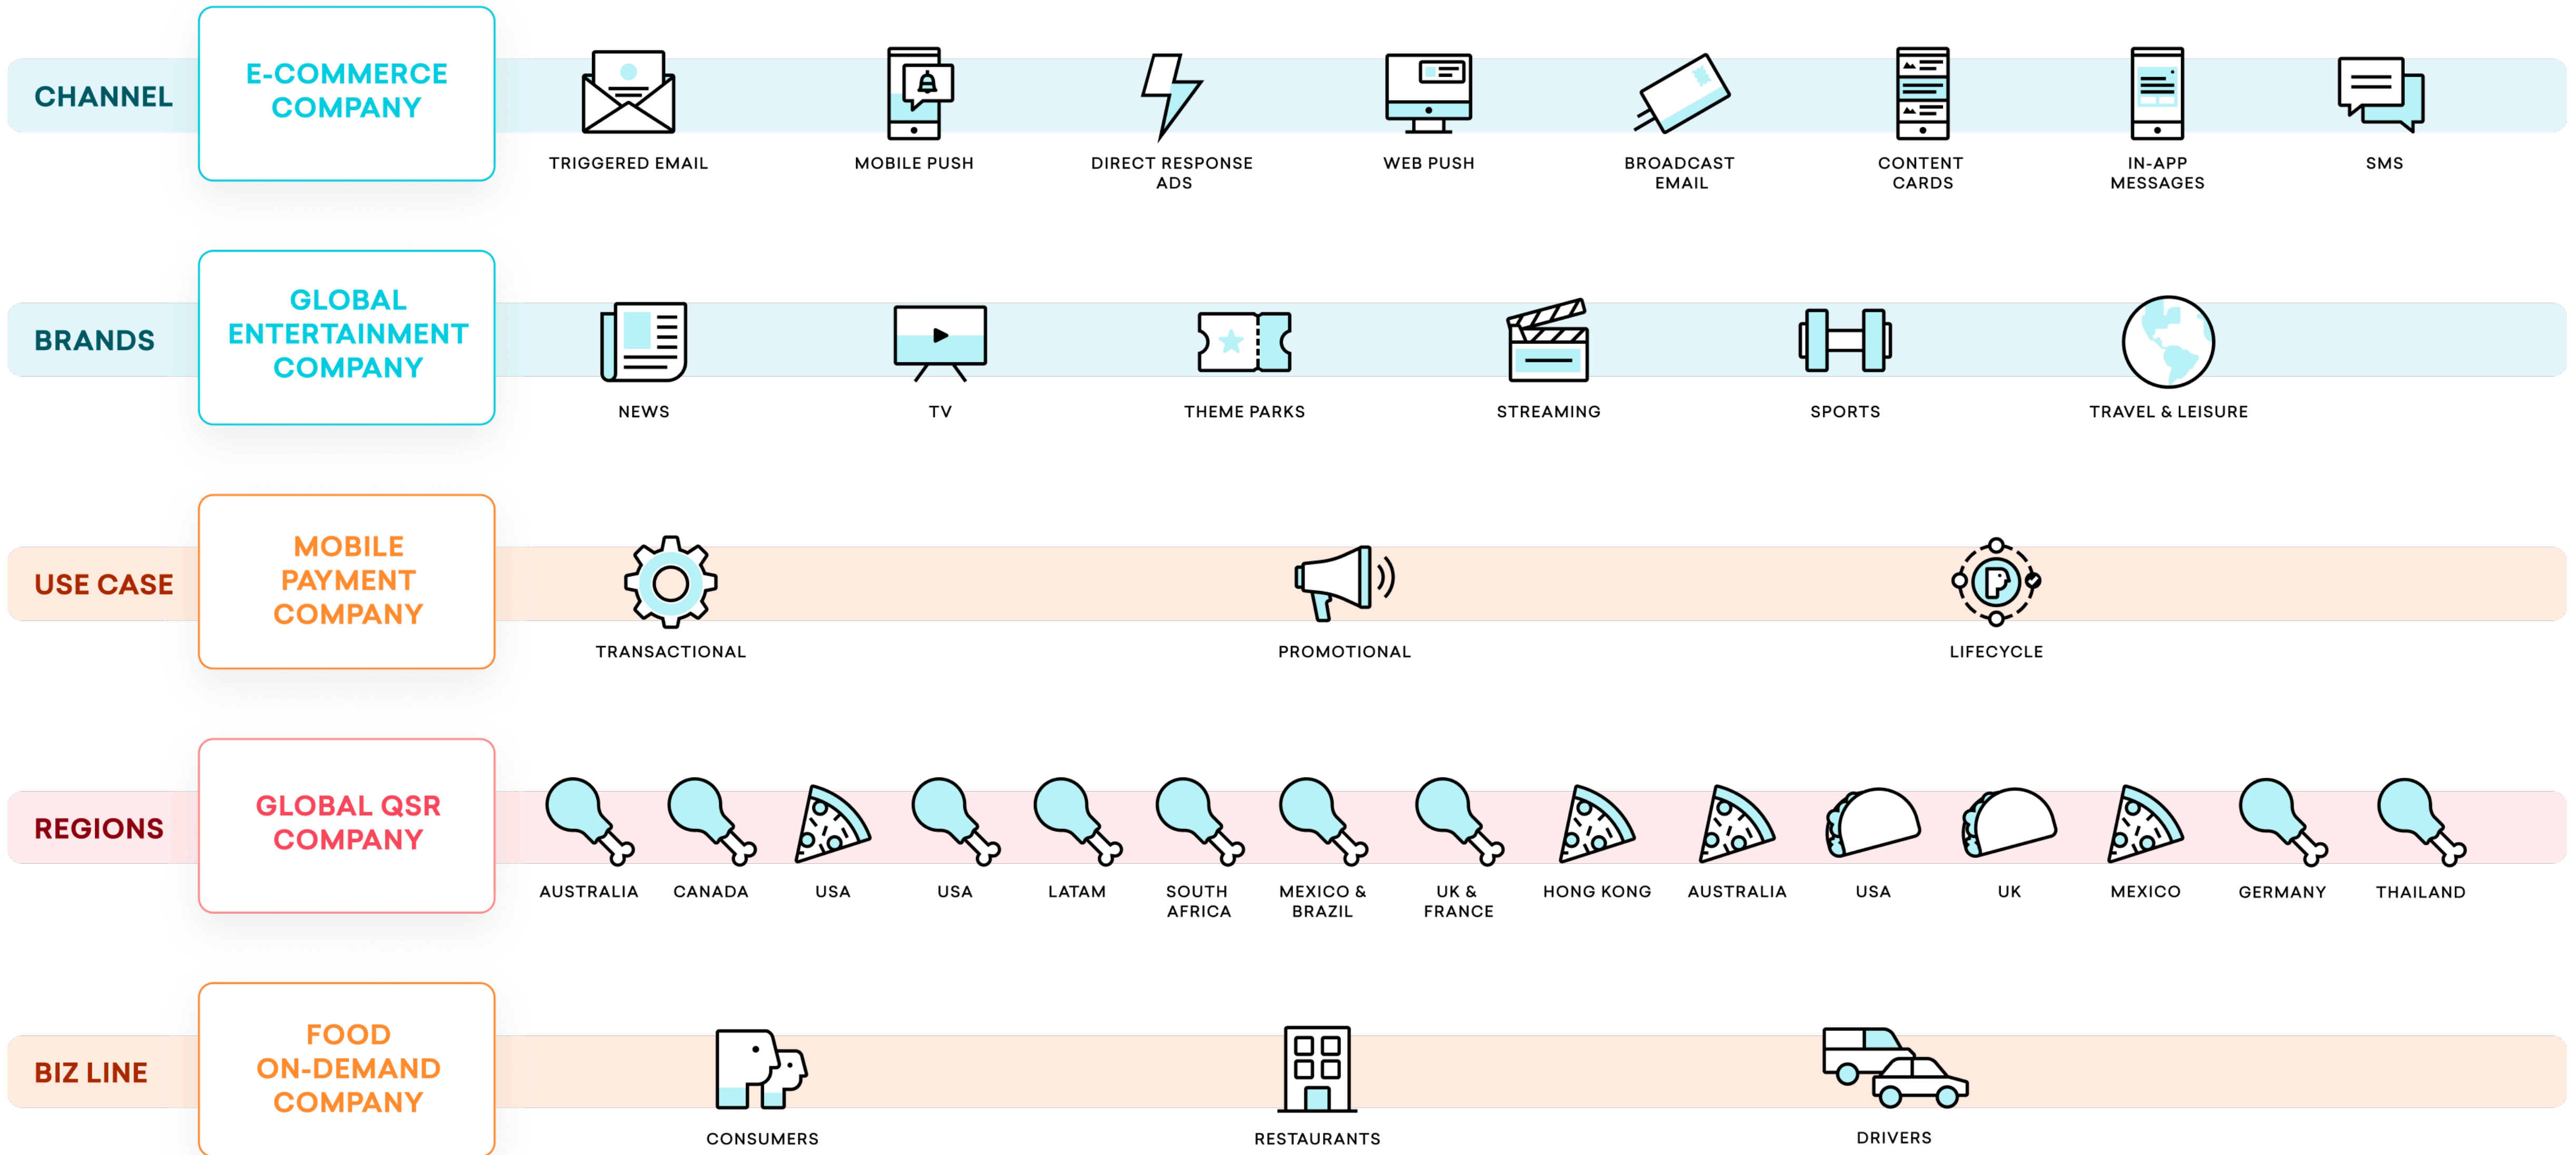 CHANNEL
E-COMMERCE
COMPANY
TRIGGERED EMAIL
MOBILE PUSH
DIRECT RESPONSE
ADS
WEB PUSH
BROADCAST
EMAIL
CONTENT
CARDS
IN-APP
MESSAGES
SMS
BRANDS
GLOBAL
ENTERTAINMENT
COMPANY
NEWS
TV
THEME PARKS
STREAMING
SPORTS
TRAVEL & LEISURE
USE CASE
MOBILE
PAYMENT
COMPANY
TRANSACTIONAL
PROMOTIONAL
LIFECYCLE
REGIONS
GLOBAL QSR
COMPANY
AUSTRALIA
CANADA
USA
USA
LATAM
SOUTH
AFRICA
MEXICO &
BRAZIL
UK &
FRANCE
HONG KONG
AUSTRALIA
USA
UK
MEXICO
GERMANY
THAILAND
BIZ LINE
FOOD
ON-DEMAND
COMPANY
CONSUMERS
RESTAURANTS
DRIVERS